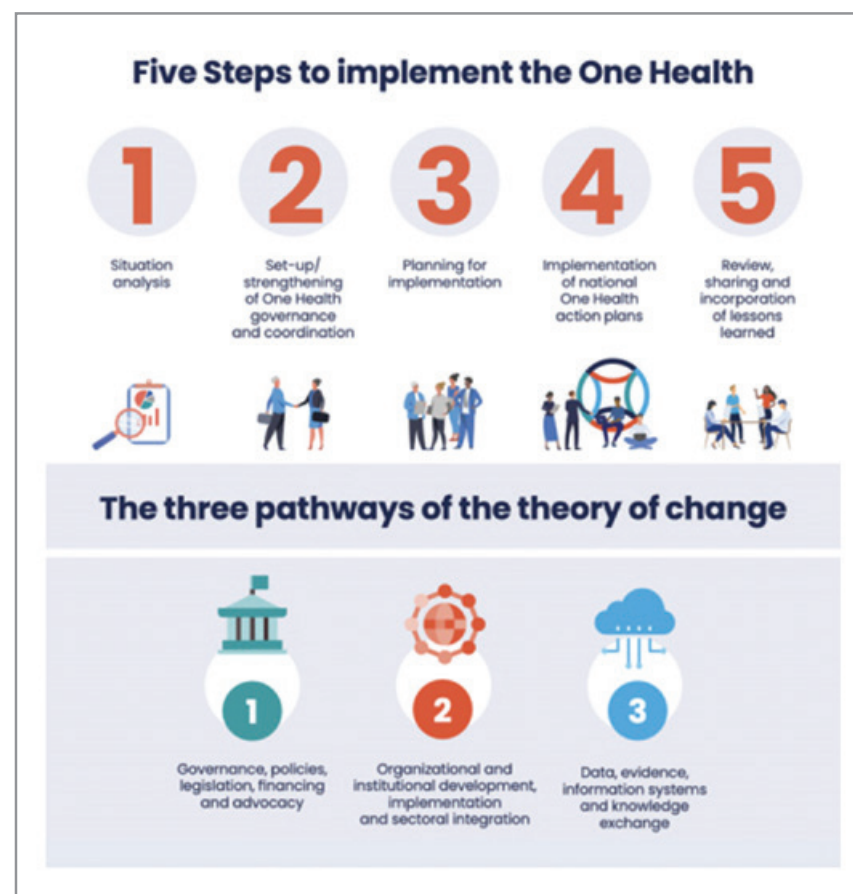 Five Steps to implement the One Health
1
2
3
4
5
Situation
analysis
Set-up/
strengthening
of One Health
governance
and coordination
Planning for
implementation
Implementation
of national
One Health
action plans
Review,
sharing and
incorporation
of lessons
learned
The three pathways of the theory of change
1
Governance, policies,
legislation, financing
and advocacy
2
Organizational and
institutional development,
implementation
and sectoral integration
3
Data, evidence,
information systems
and knowledge
exchange